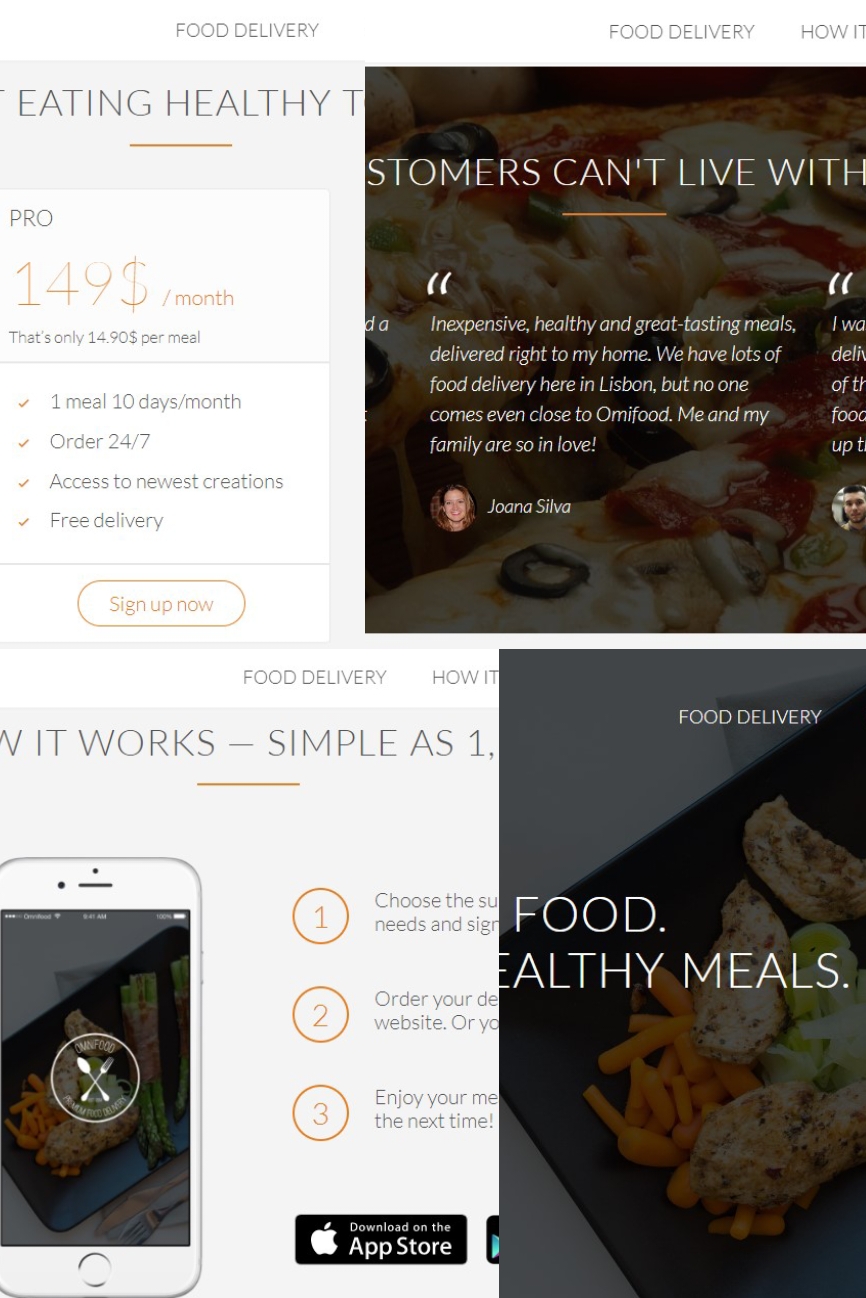 FOOD DELIVERY
T EATING HEALTHY T
PRO
149$ / month
That's only 14.90$ per meal
1 meal 10 days/month
Order 24/7
Access to newest creations
Free delivery
Sign up now
FOOD DELIVERY HOW IT
STOMERS CAN'T LIVE WITH
d a
“
Inexpensive, healthy and great-tasting meals,
delivered right to my home. We have lots of
food delivery here in Lisbon, but no one
comes even close to Omifood. Me and my
family are so in love!
Joana Silva
“
I wa
deliv
of th
food
up th
FOOD DELIVERY HOW IT
W IT WORKS — SIMPLE AS 1,
Omnifood 9:41 AM 100%
OMNIFOOD
PREMIUM FOOD DELIVERY
1
Choose the su
needs and sign
2
Order your de
website. Or yo
3
Enjoy your me
the next time!
Download on the
App Store
FOOD DELIVERY
FOOD.
EALTHY MEALS.